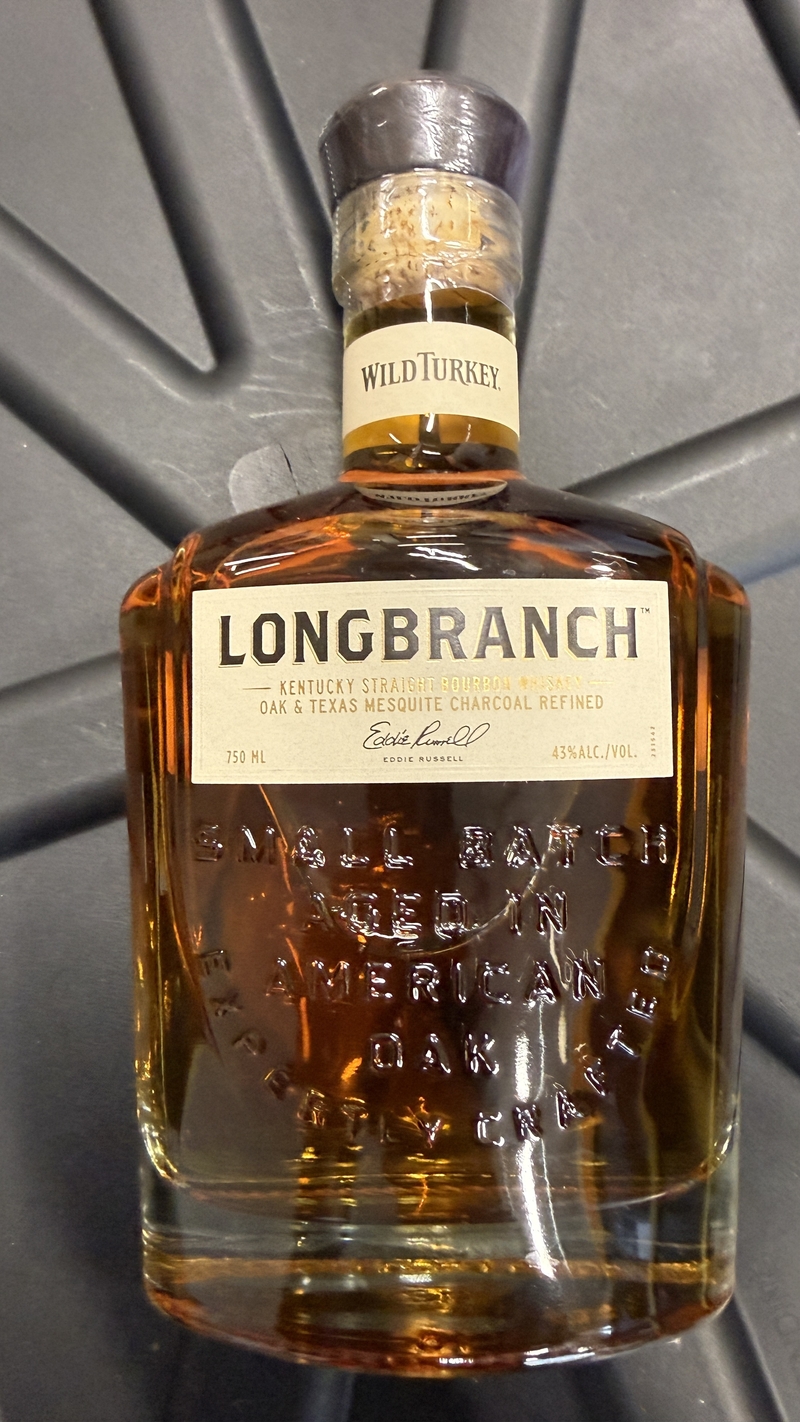 WILD TURKEY
LONGBRANCH™
KENTUCKY STRAIGHT BOURBON WHISKEY
OAK & TEXAS MESQUITE CHARCOAL REFINED
Eddie Russell
750 ML
EDDIE RUSSELL
43%ALC./VOL.
SMALL BATCH
AGED IN
AMERICAN
OAK
EXPERTLY CRAFTED